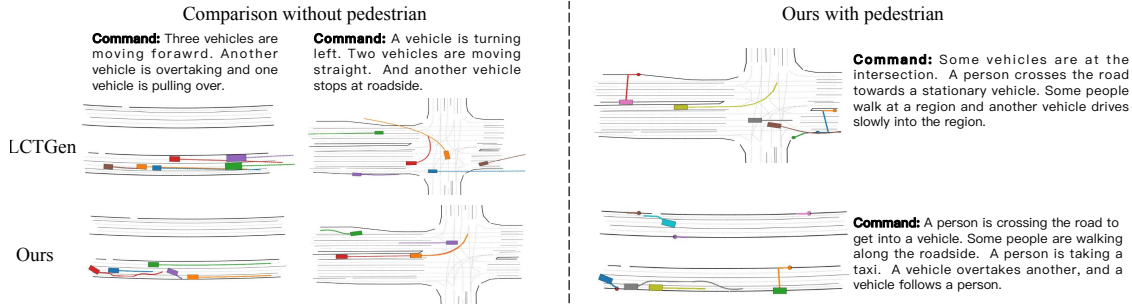 Comparison without pedestrian
Command: Three vehicles are
moving forawrd. Another
vehicle is overtaking and one
vehicle is pulling over.
Command: A vehicle is turning
left. Two vehicles are moving
straight. And another vehicle
stops at roadside.
LCTGen
Ours
Ours with pedestrian
Command: Some vehicles are at the
intersection. A person crosses the road
towards a stationary vehicle. Some people
walk at a region and another vehicle drives
slowly into the region.
Command: A person is crossing the road to
get into a vehicle. Some people are walking
along the roadside. A person is taking a
taxi. A vehicle overtakes another, and a
vehicle follows a person.